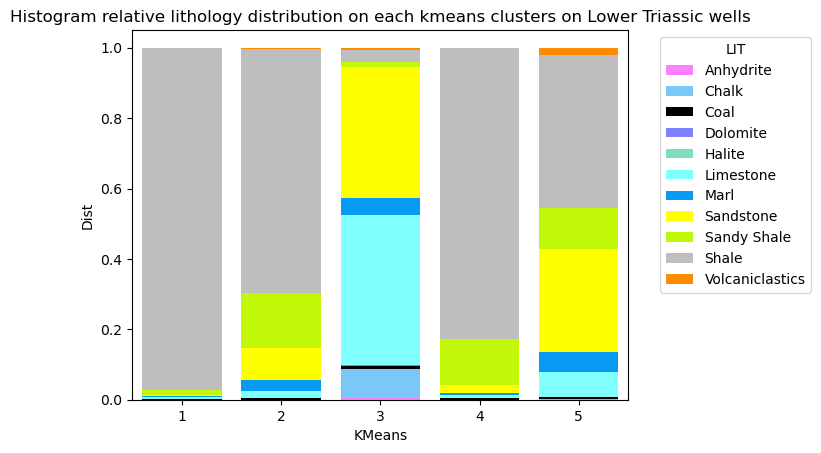 Histogram relative lithology distribution on each kmeans clusters on Lower Triassic wells
1.0
0.8
0.6
0.4
0.2
0.0
Dist
1 2 3 4 5
KMeans
LIT
Anhydrite
Chalk
Coal
Dolomite
Halite
Limestone
Marl
Sandstone
Sandy Shale
Shale
Volcaniclastics